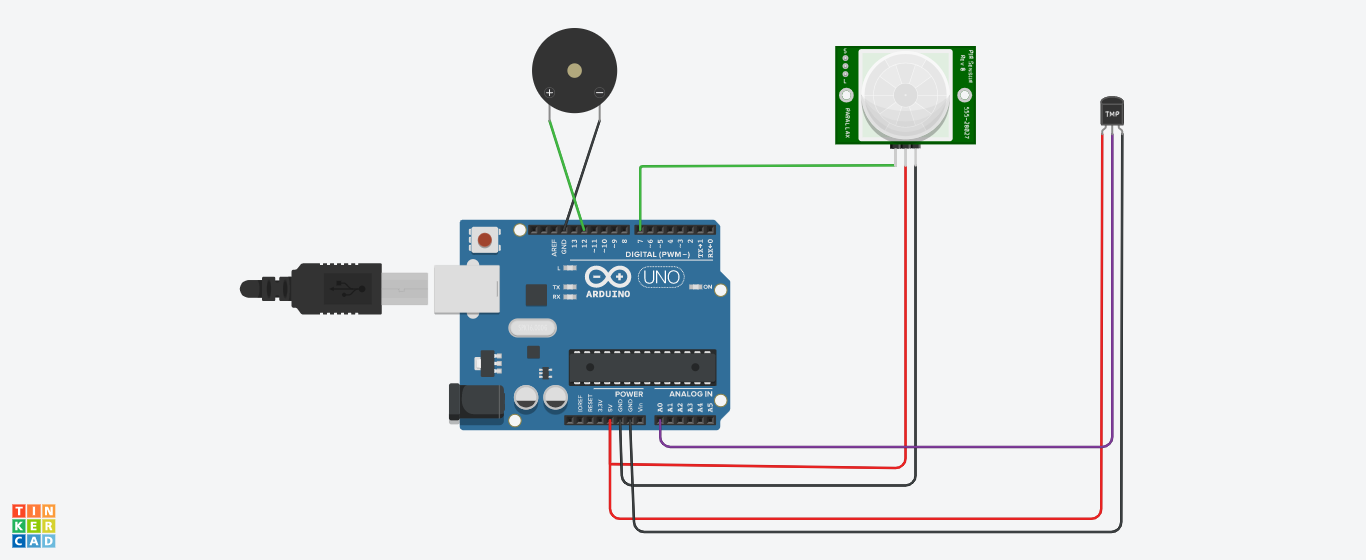 + −
S
L
PIR Sensor
Rev B
PARALLAX
555-28027
TMP
AREF
GND
13
12
~11
~10
~9
8
7
~6
~5
4
~3
2
TX→1
RX←0
DIGITAL (PWM~)
L
TX
RX
UNO
ON
ARDUINO
POWER
ANALOG IN
IOREF
RESET
3.3V
5V
GND
GND
Vin
A0
A1
A2
A3
A4
A5
TIN
KER
CAD